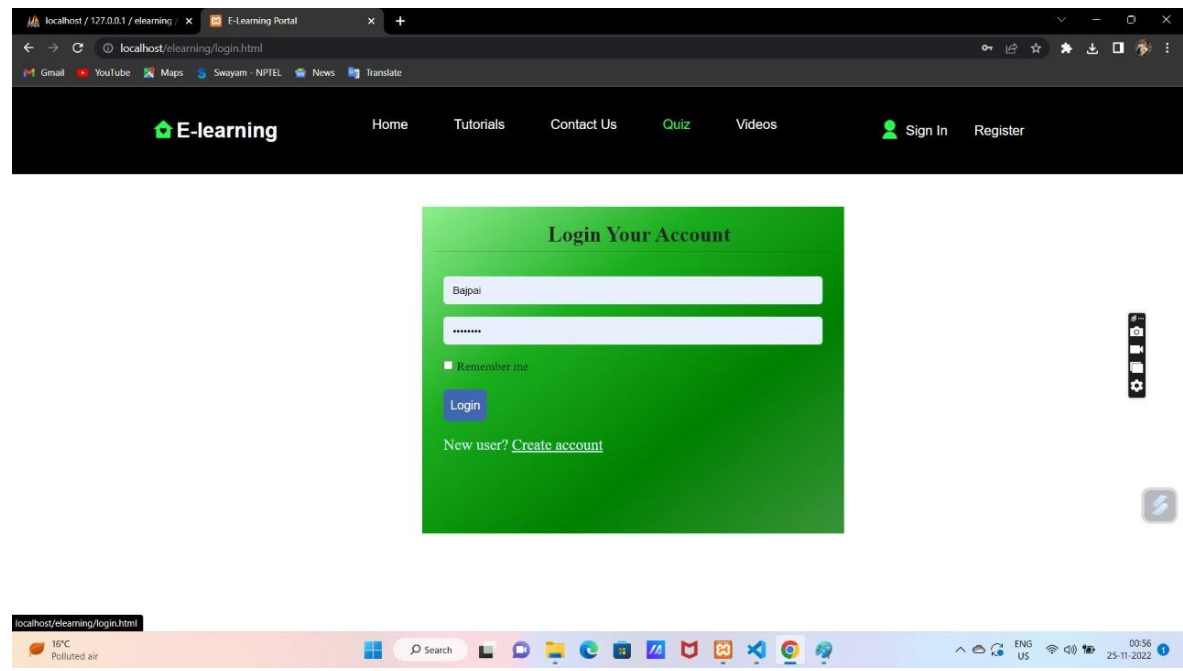 localhost / 127.0.0.1 / elearning /
E-Learning Portal
localhost/elearning/login.html
Gmail YouTube Maps Swayam - NPTEL News Translate
E-learning Home Tutorials Contact Us Quiz Videos Sign In Register
Login Your Account
Bajpai
••••••••
Remember me
Login
New user? Create account
localhost/elearning/login.html
16°C
Polluted air
Search
ENG
US
00:56
25-11-2022
1